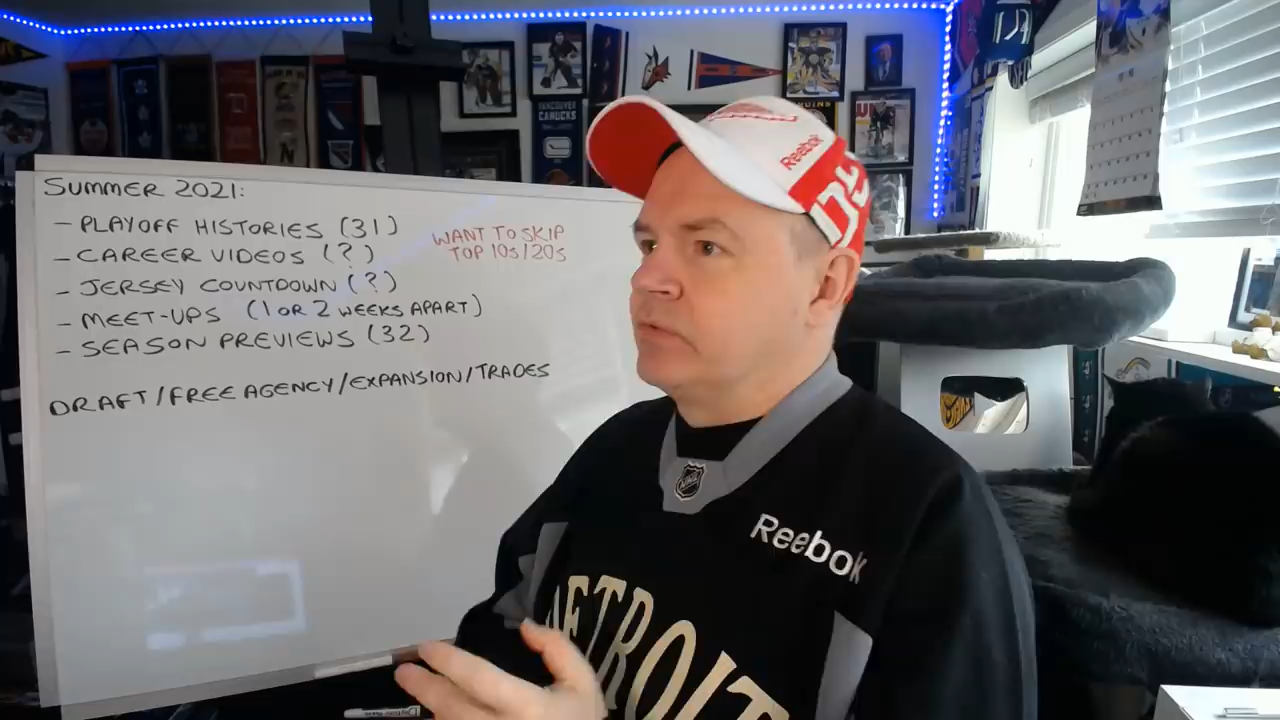 SUMMER 2021:
- PLAYOFF HISTORIES (31)
- CAREER VIDEOS (?)
- JERSEY COUNTDOWN (?)
- MEET-UPS (1 OR 2 WEEKS APART)
- SEASON PREVIEWS (32)
DRAFT/FREE AGENCY/EXPANSION/TRADES
WANT TO SKIP
TOP 10s/20s
VANCOUVER
CANUCKS
Reebok
NHL
Reebok
DETROIT